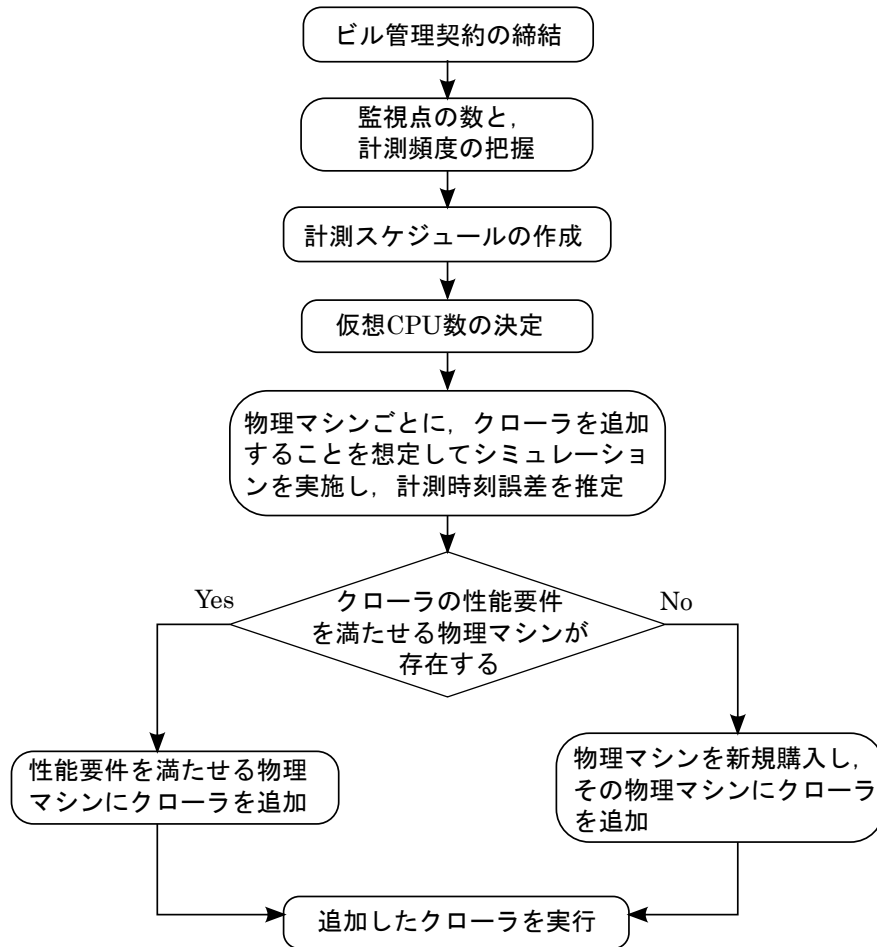 ビル管理契約の締結
監視点の数と，
計測頻度の把握
計測スケジュールの作成
仮想CPU数の決定
物理マシンごとに，クローラを追加
することを想定してシミュレーショ
ンを実施し，計測時刻誤差を推定
Yes
No
クローラの性能要件
を満たせる物理マシンが
存在する
性能要件を満たせる物理
マシンにクローラを追加
物理マシンを新規購入し，
その物理マシンにクローラ
を追加
追加したクローラを実行